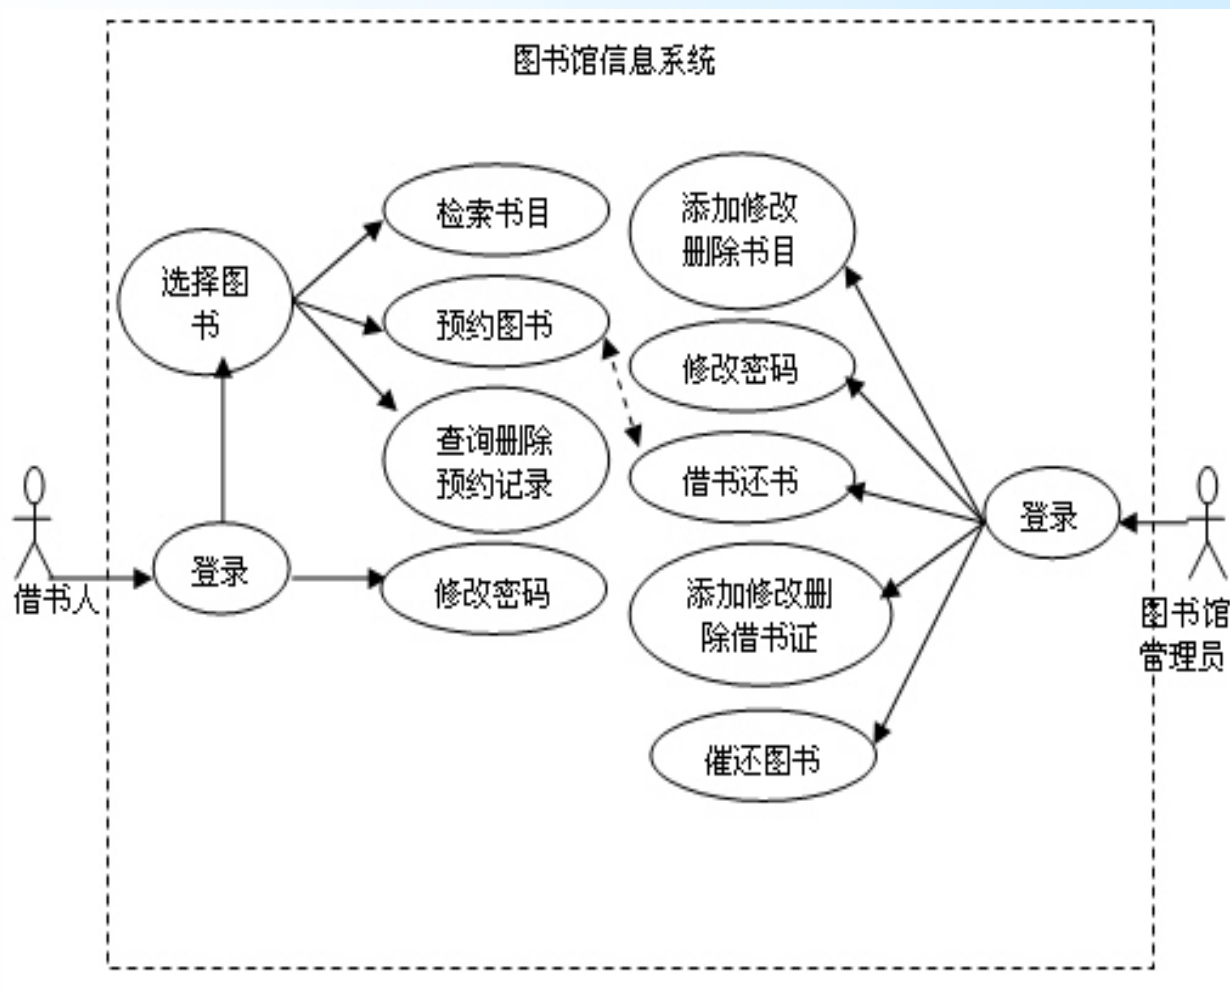 图书馆信息系统
检索书目
添加修改
删除书目
选择图
书
预约图书
修改密码
查询删除
预约记录
借书还书
登录
登录
修改密码
添加修改删
除借书证
借书人
图书馆
管理员
催还图书